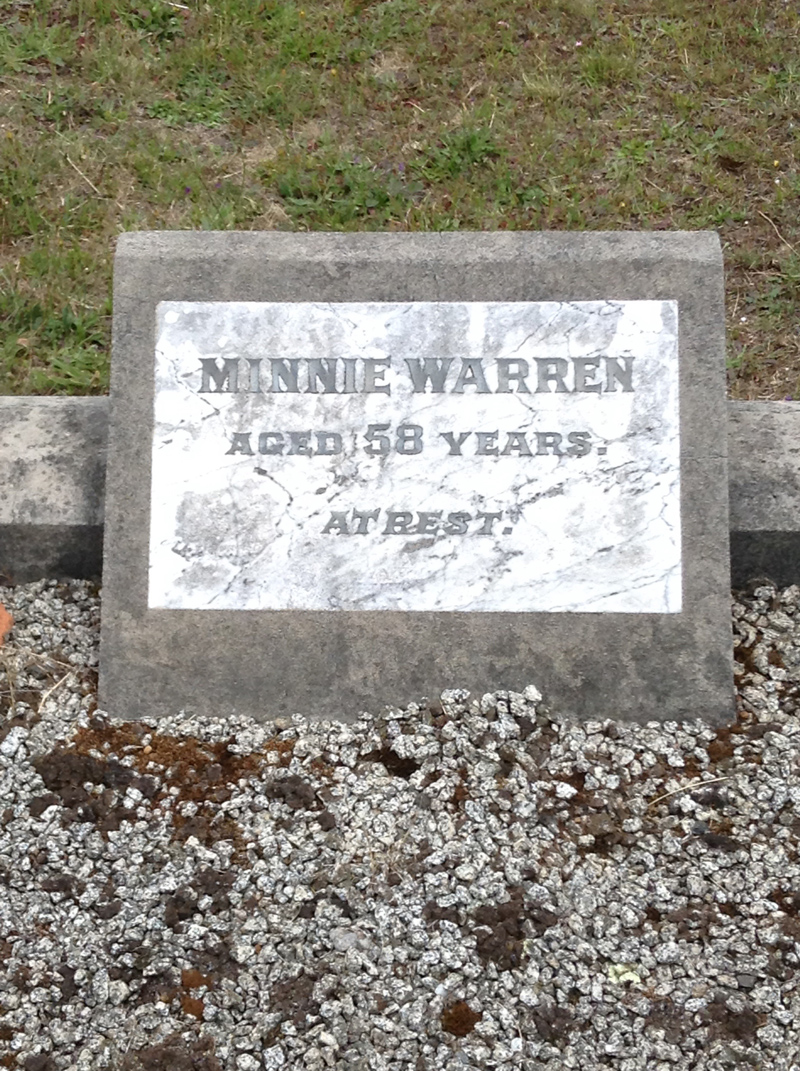 MINNIE WARREN
AGED 58 YEARS.
AT REST.